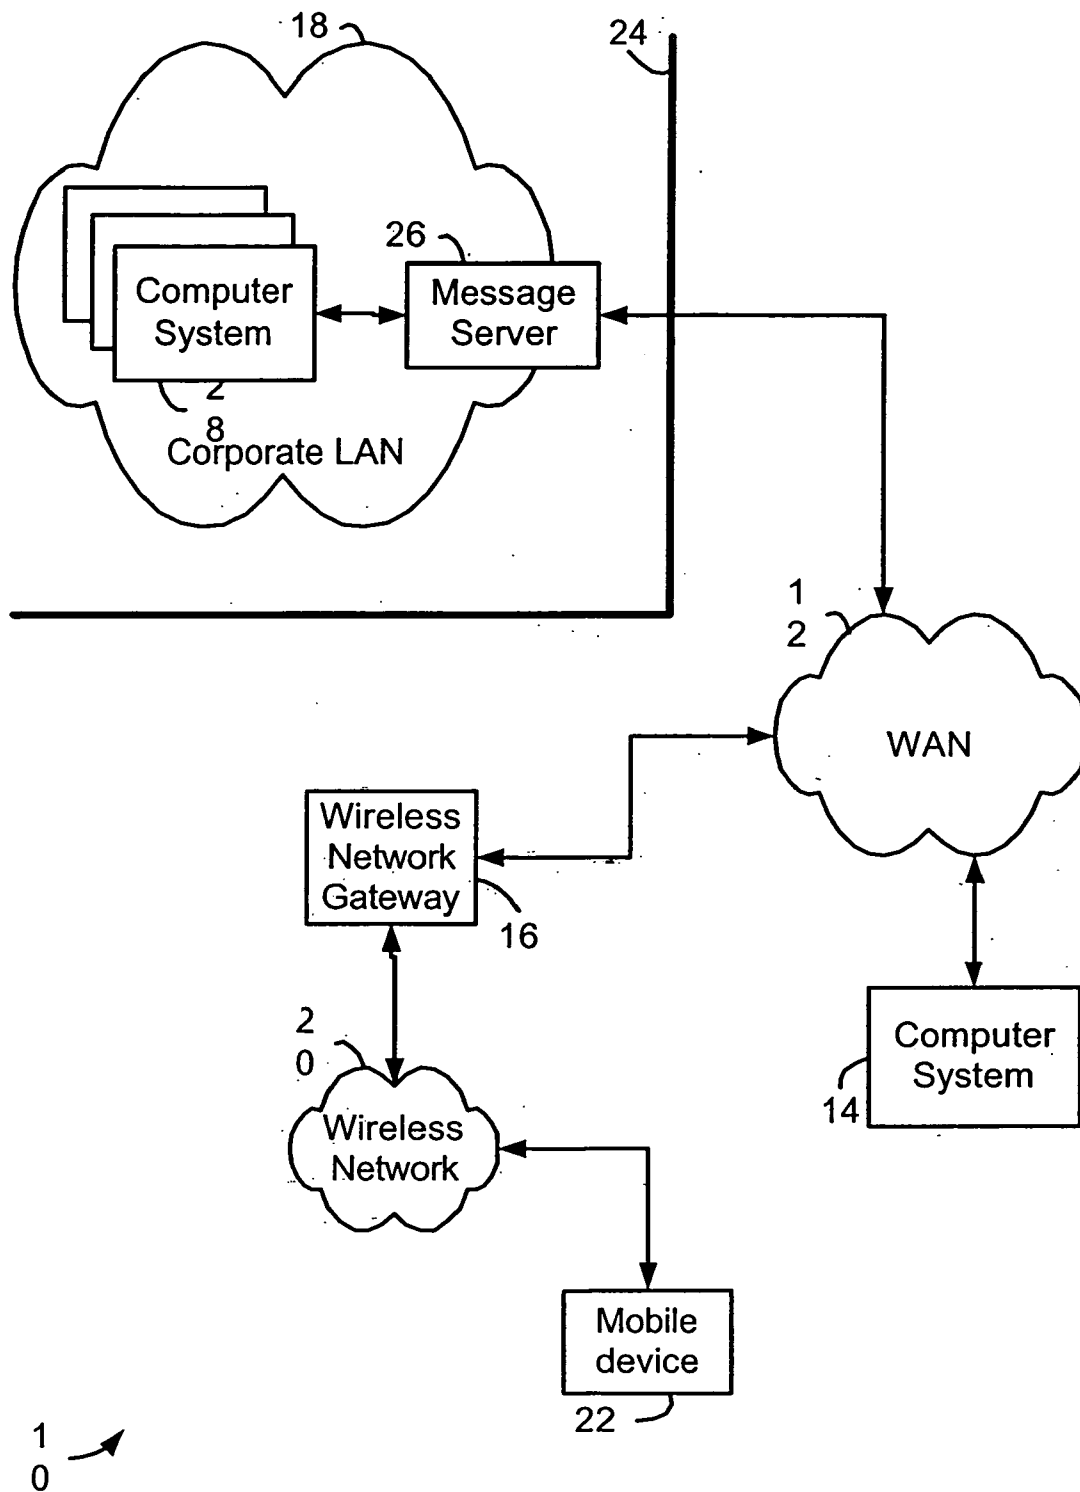 18
24
26
Computer
System
Message
Server
2
8
Corporate LAN
1
2
WAN
Wireless
Network
Gateway
16
2
0
Computer
System
14
Wireless
Network
Mobile
device
22
1
0